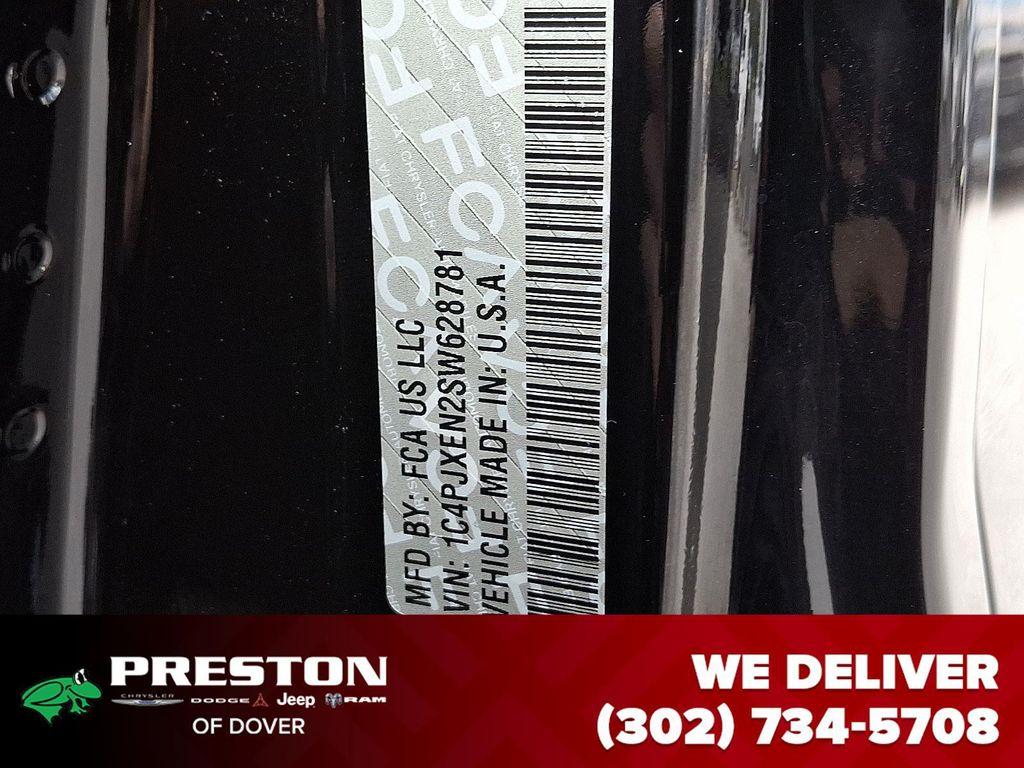 MFD BY: FCA US LLC
VIN: 1C4PJXEN2SW628781
VEHICLE MADE IN: U.S.A.
PRESTON
CHRYSLER DODGE Jeep RAM
OF DOVER
WE DELIVER
(302) 734-5708